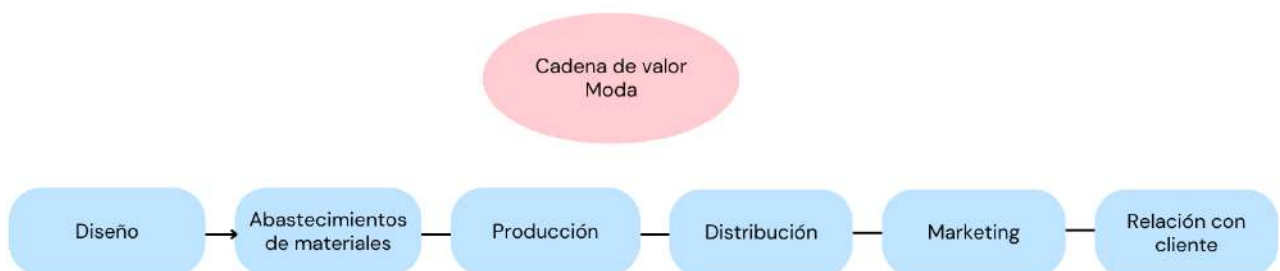 Cadena de valor
Moda
Diseño
Abastecimientos
de materiales
Producción
Distribución
Marketing
Relación con
cliente